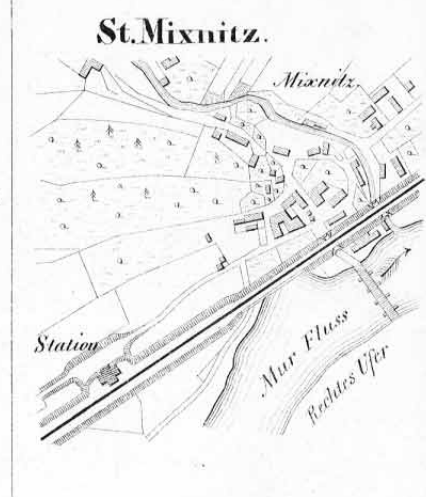 St. Mixnitz.
Mixnitz.
Station
Mur Fluss
Rechtes Ufer